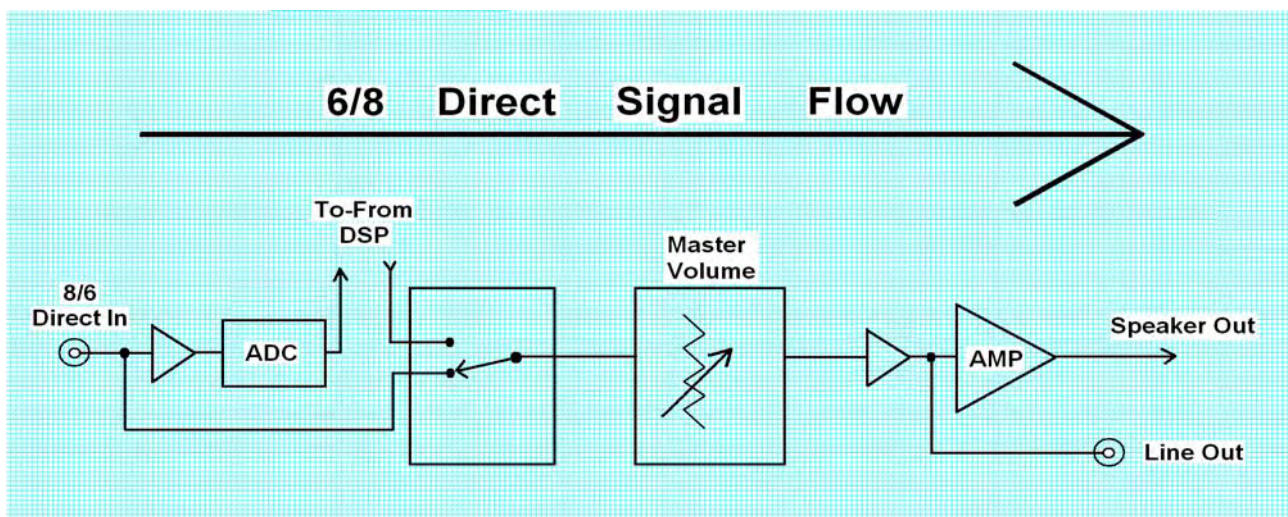 6/8 Direct Signal Flow
To-From
DSP
Master
Volume
8/6
Direct In
ADC
AMP
Speaker Out
Line Out